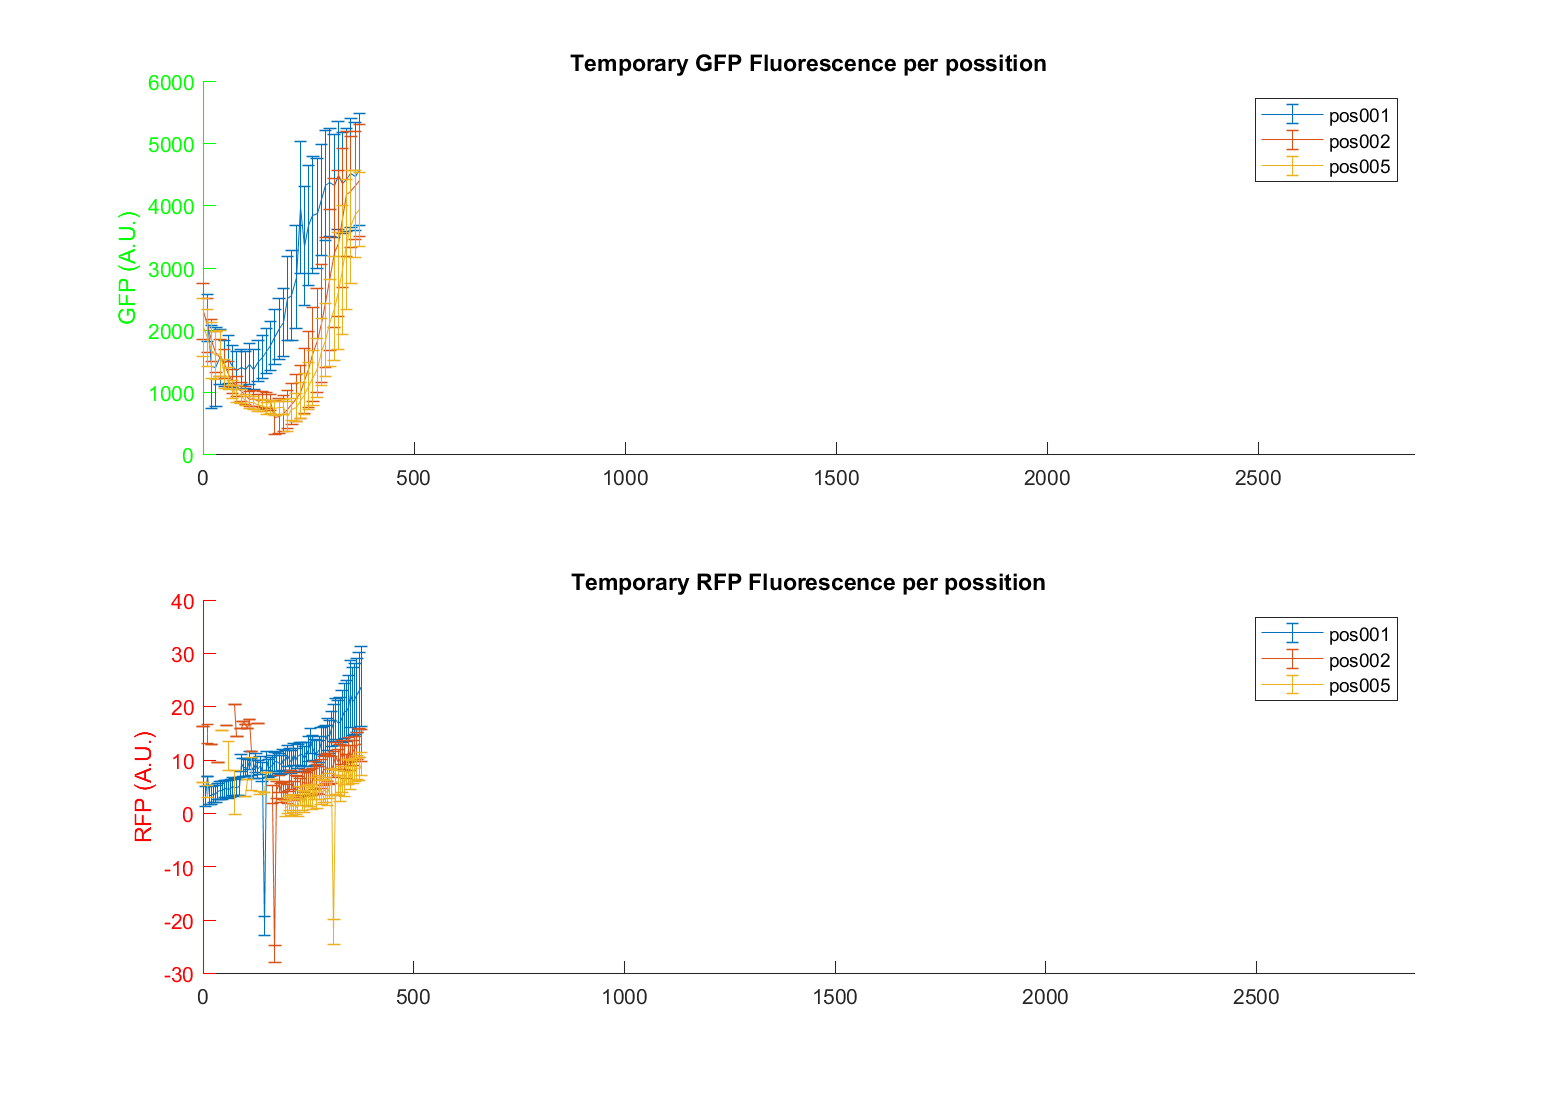 Temporary GFP Fluorescence per possition
6000
5000
4000
3000
2000
1000
0
GFP (A.U.)
pos001
pos002
pos005
0 500 1000 1500 2000 2500
Temporary RFP Fluorescence per possition
40
30
20
10
0
-10
-20
-30
RFP (A.U.)
pos001
pos002
pos005
0 500 1000 1500 2000 2500